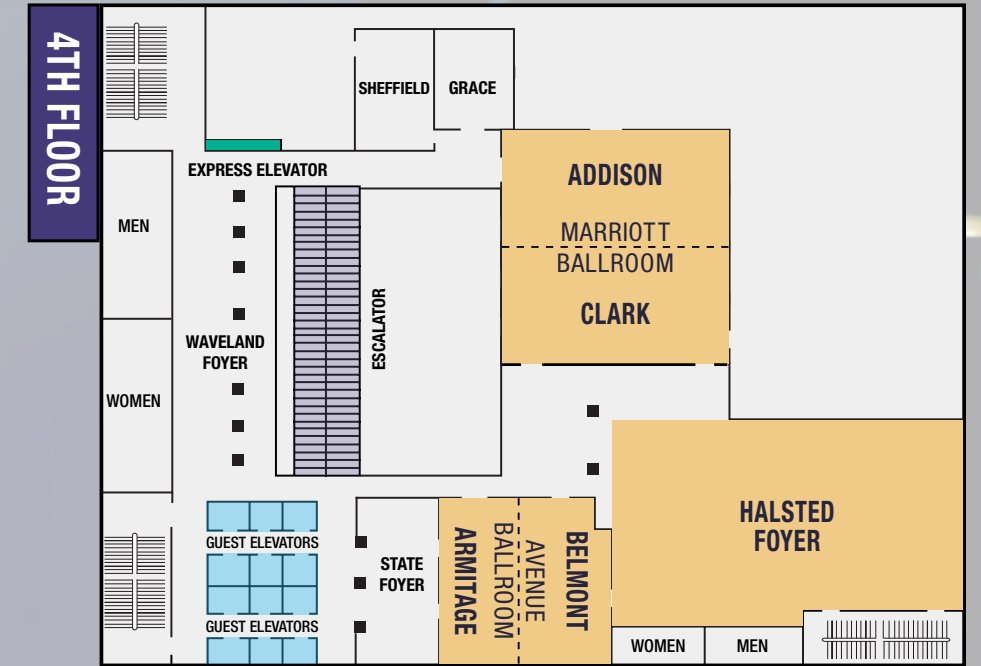 4TH FLOOR
SHEFFIELD
GRACE
EXPRESS ELEVATOR
ADDISON
MARRIOTT
BALLROOM
CLARK
MEN
WAVELAND
FOYER
ESCALATOR
WOMEN
GUEST ELEVATORS
GUEST ELEVATORS
STATE
FOYER
ARMITAGE
AVENUE
BALLROOM
BELMONT
HALSTED
FOYER
WOMEN
MEN